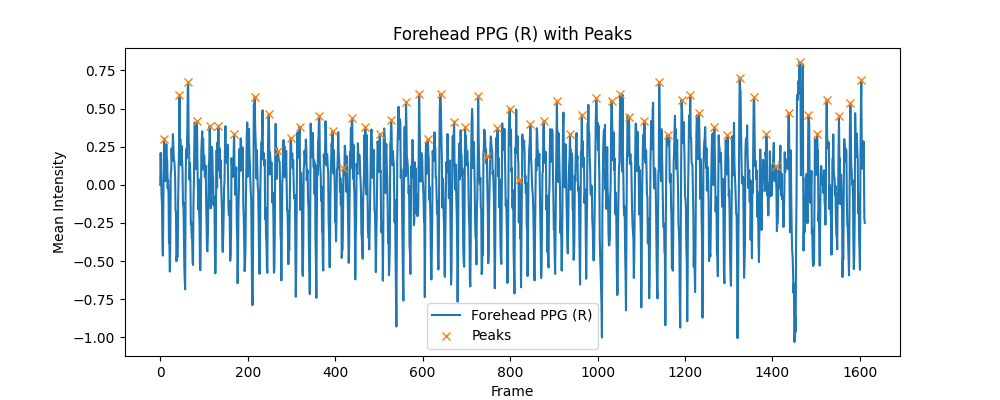 Forehead PPG (R) with Peaks
0.75
0.50
0.25
0.00
−0.25
−0.50
−0.75
−1.00
Mean Intensity
Forehead PPG (R)
Peaks
0 200 400 600 800 1000 1200 1400 1600
Frame